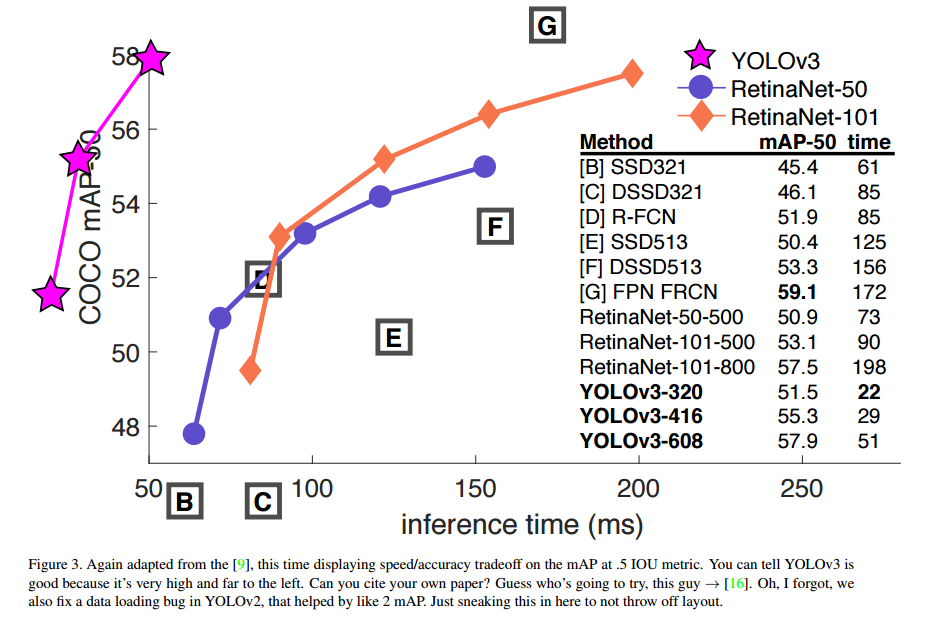 G
58
56
54
52
50
48
COCO mAP-50
D
F
E
YOLOv3
RetinaNet-50
RetinaNet-101
Method mAP-50 time
[B] SSD321 45.4 61
[C] DSSD321 46.1 85
[D] R-FCN 51.9 85
[E] SSD513 50.4 125
[F] DSSD513 53.3 156
[G] FPN FRCN 59.1 172
RetinaNet-50-500 50.9 73
RetinaNet-101-500 53.1 90
RetinaNet-101-800 57.5 198
YOLOv3-320 51.5 22
YOLOv3-416 55.3 29
YOLOv3-608 57.9 51
50 100 150 200 250
B C
inference time (ms)
Figure 3. Again adapted from the [9], this time displaying speed/accuracy tradeoff on the mAP at .5 IOU metric. You can tell YOLOv3 is
good because it's very high and far to the left. Can you cite your own paper? Guess who's going to try, this guy → [16]. Oh, I forgot, we
also fix a data loading bug in YOLOv2, that helped by like 2 mAP. Just sneaking this in here to not throw off layout.